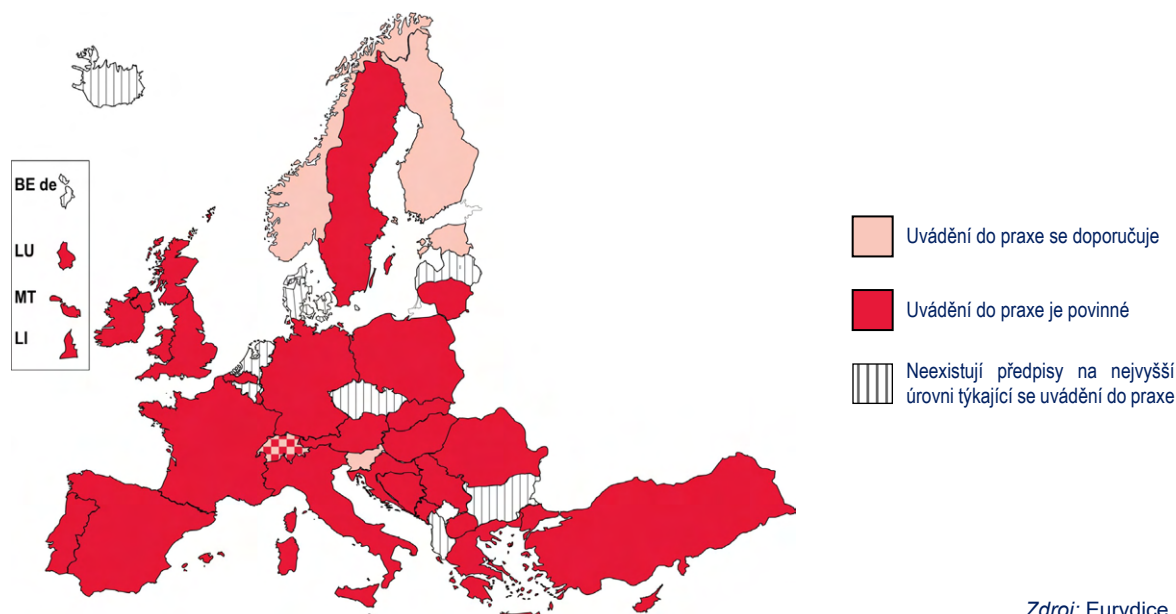 BE de
LU
MT
LI
Uvádění do praxe se doporučuje
Uvádění do praxe je povinné
Neexistují předpisy na nejvyšší
úrovni týkající se uvádění do praxe
Zdroj: Eurydice